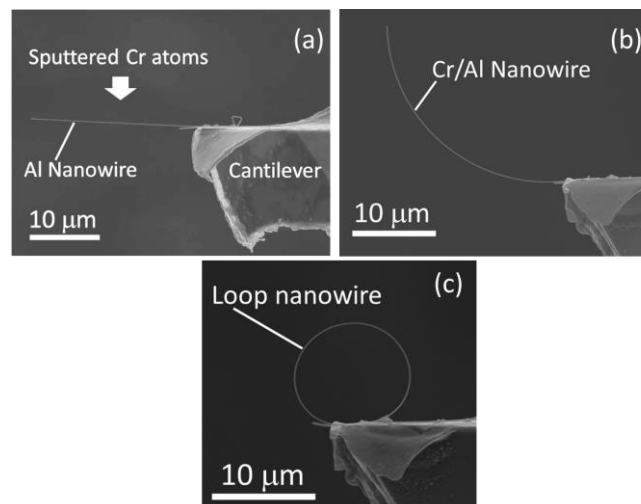 (a)
Sputtered Cr atoms
Al Nanowire
Cantilever
10 μm
(b)
Cr/Al Nanowire
10 μm
(c)
Loop nanowire
10 μm